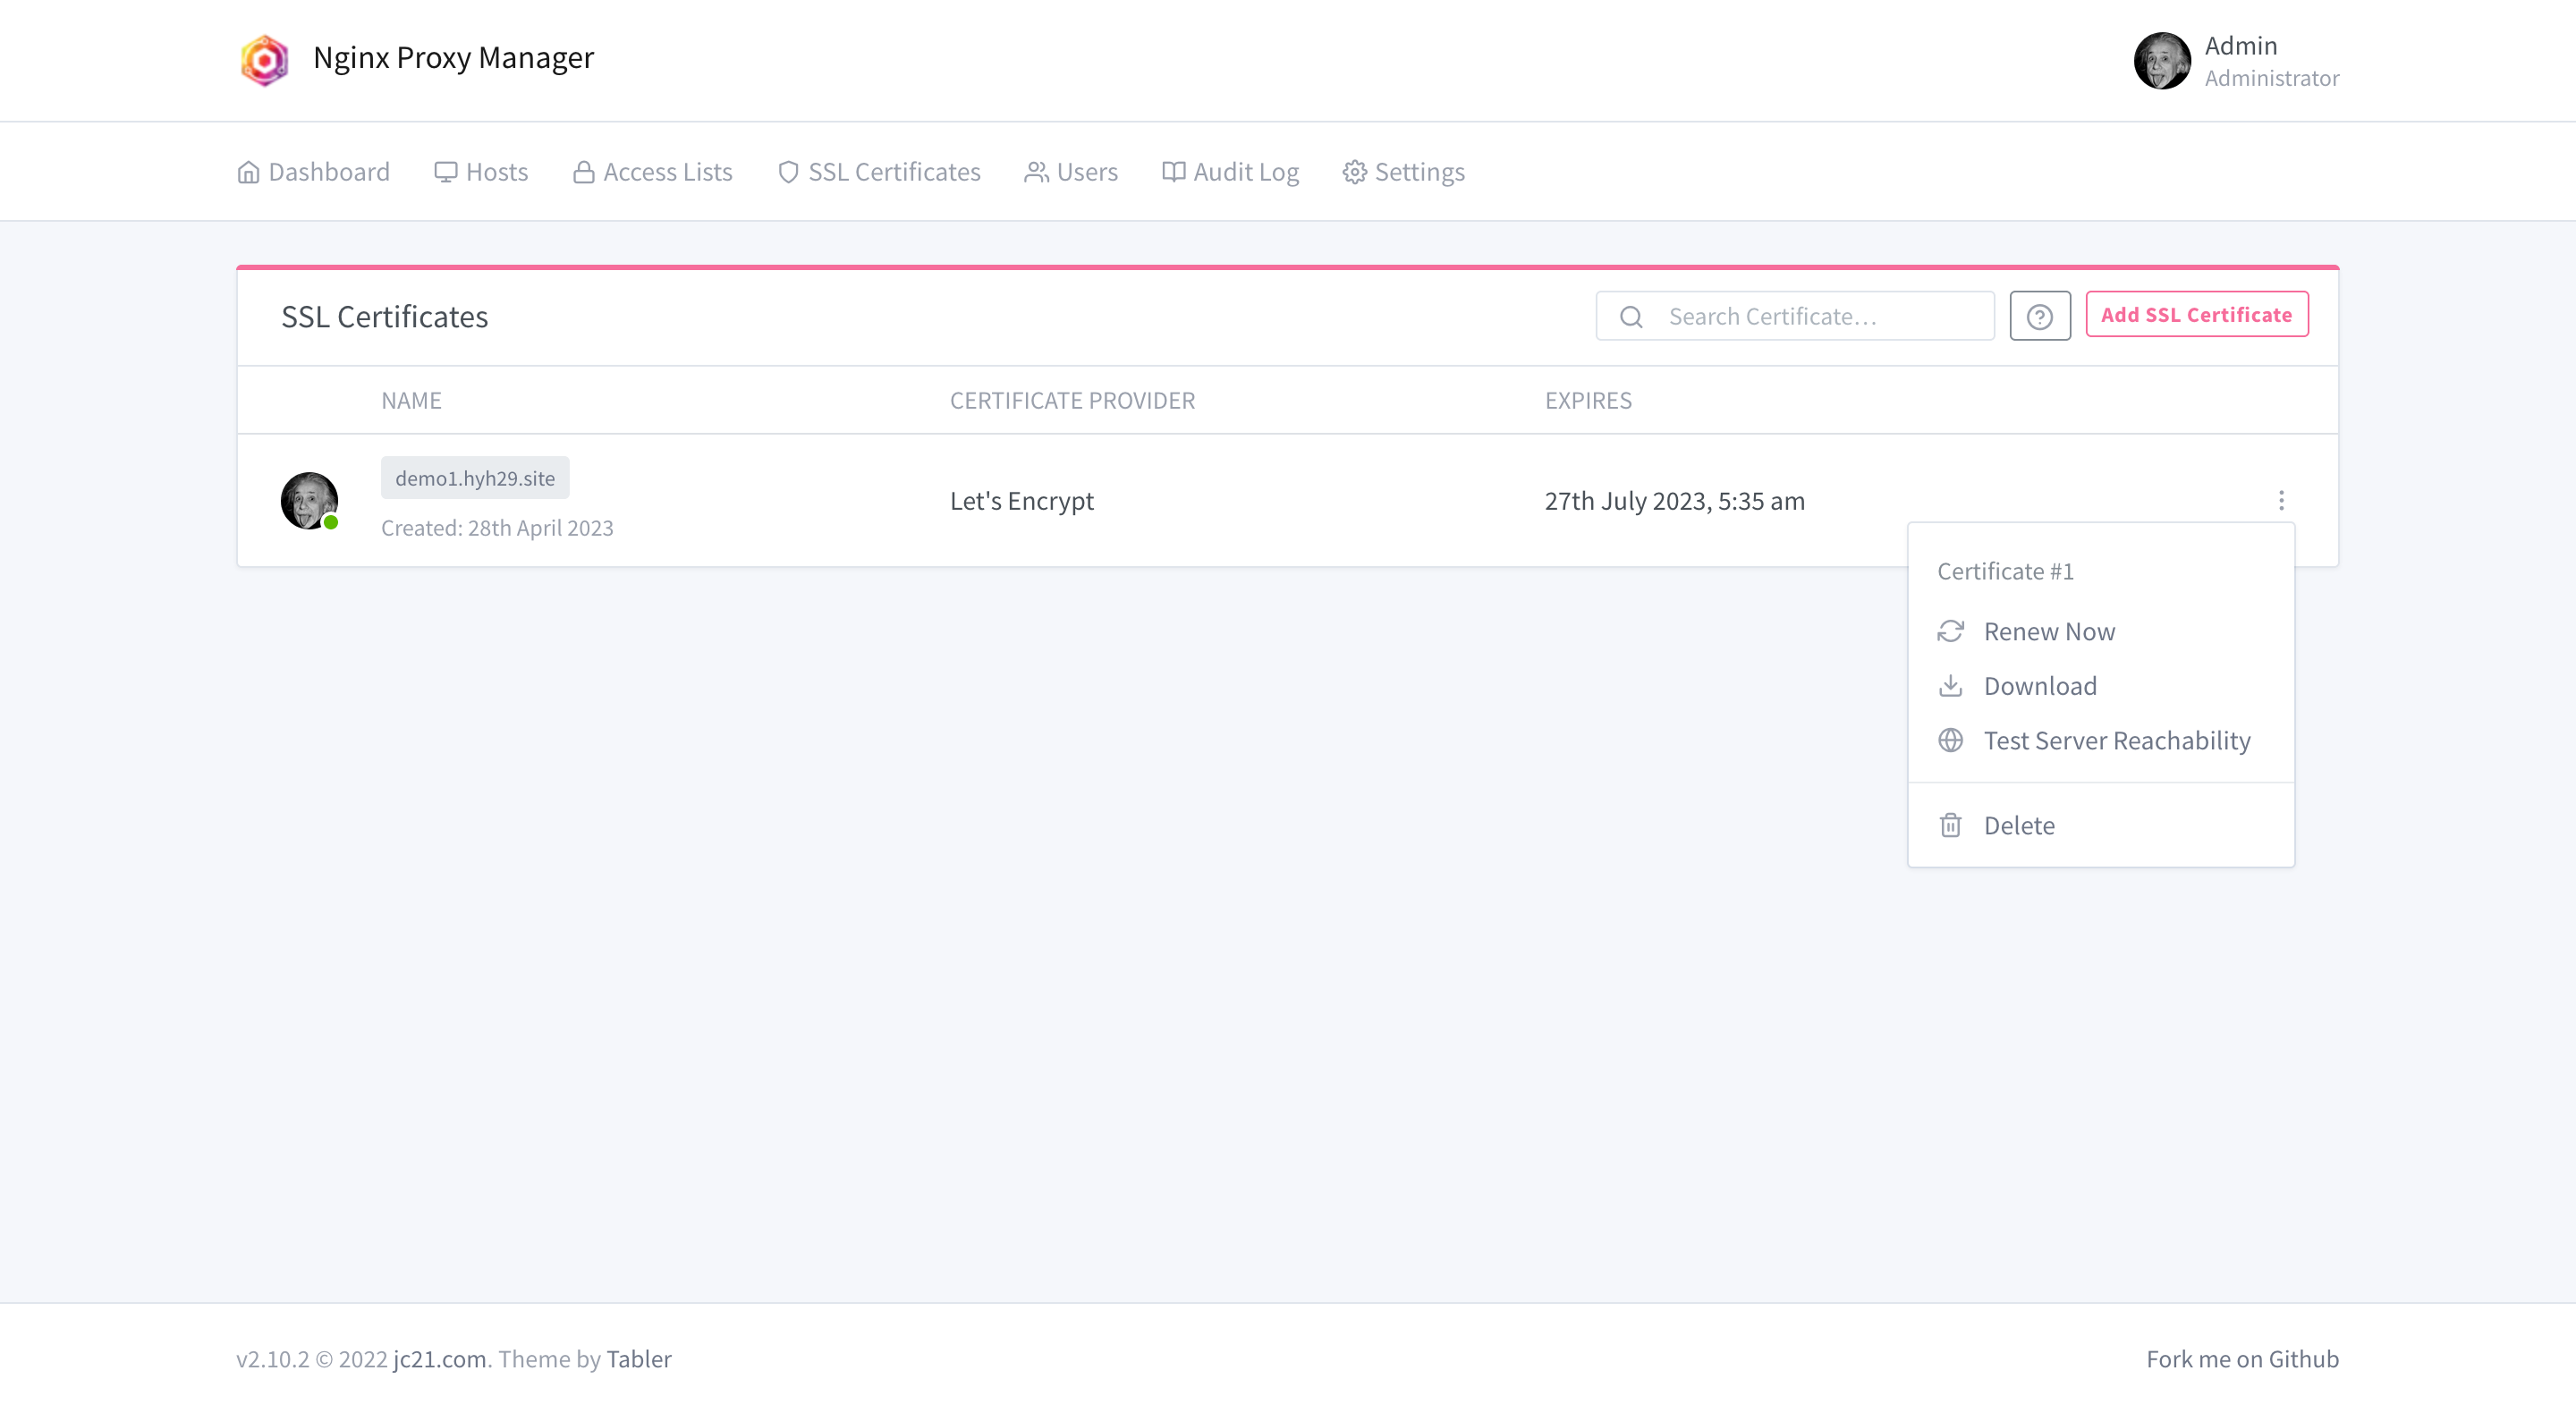 Nginx Proxy Manager
Admin
Administrator
Dashboard Hosts Access Lists SSL Certificates Users Audit Log Settings
SSL Certificates
Search Certificate…
Add SSL Certificate
NAME CERTIFICATE PROVIDER EXPIRES
demo1.hyh29.site
Created: 28th April 2023
Let's Encrypt
27th July 2023, 5:35 am
Certificate #1
Renew Now
Download
Test Server Reachability
Delete
v2.10.2 © 2022 jc21.com. Theme by Tabler
Fork me on Github